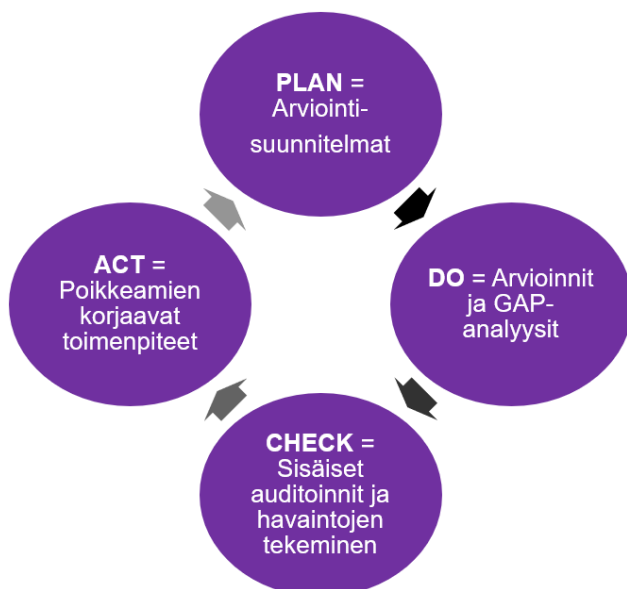 PLAN =
Arviointi-
suunnitelmat
ACT =
Poikkeamien
korjaavat
toimenpiteet
DO = Arvioinnit
ja GAP-
analyysit
CHECK =
Sisäiset
auditoinnit ja
havaintojen
tekeminen